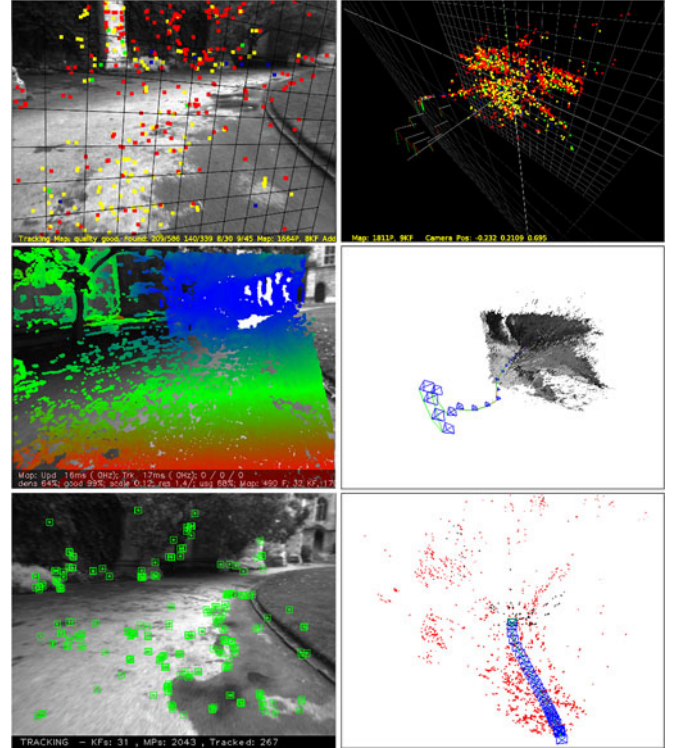 Tracking Map, quality good. Found: 209/586 140/339 8/30 9/45 Map: 1664P, 8KF Add
Map: 1811P, 9KF Camera Pos: -0.232 0.2109 0.695
Map: Upd 16ms ( 0Hz); Trk 17ms ( 0Hz); 0 / 0 / 0
dens 64%; good 99%; scale 0.12; res 1.4/; usg 68%; Map: 490 F, 32 KF,
TRACKING - KFs: 31 , MPs: 2043 , Tracked: 267